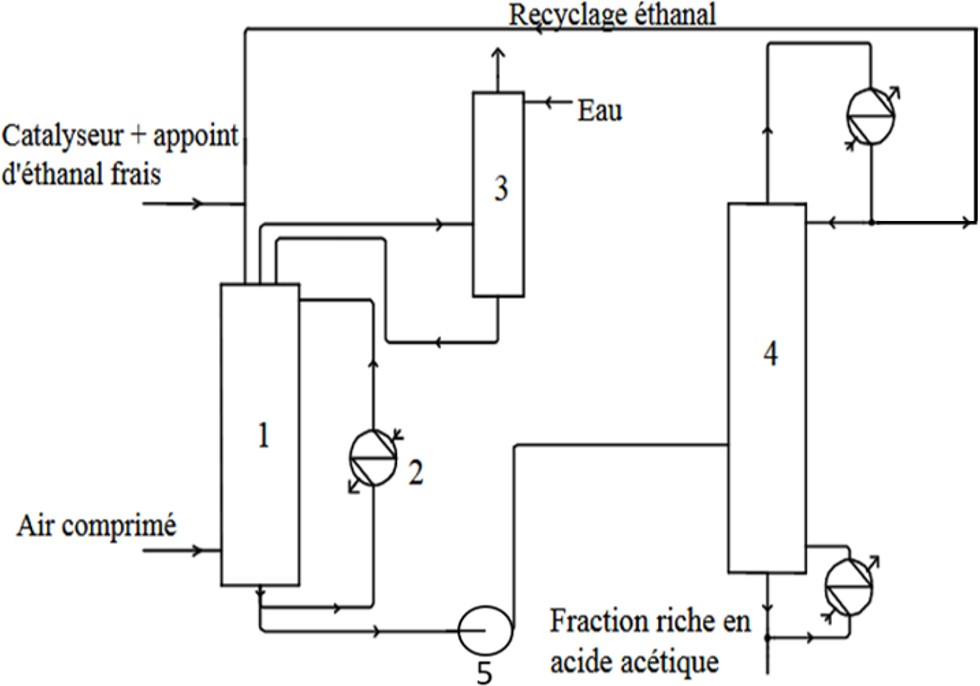 Recyclage éthanal
Eau
Catalyseur + appoint
d'éthanal frais
3
4
1
2
Air comprimé
Fraction riche en
acide acétique
5